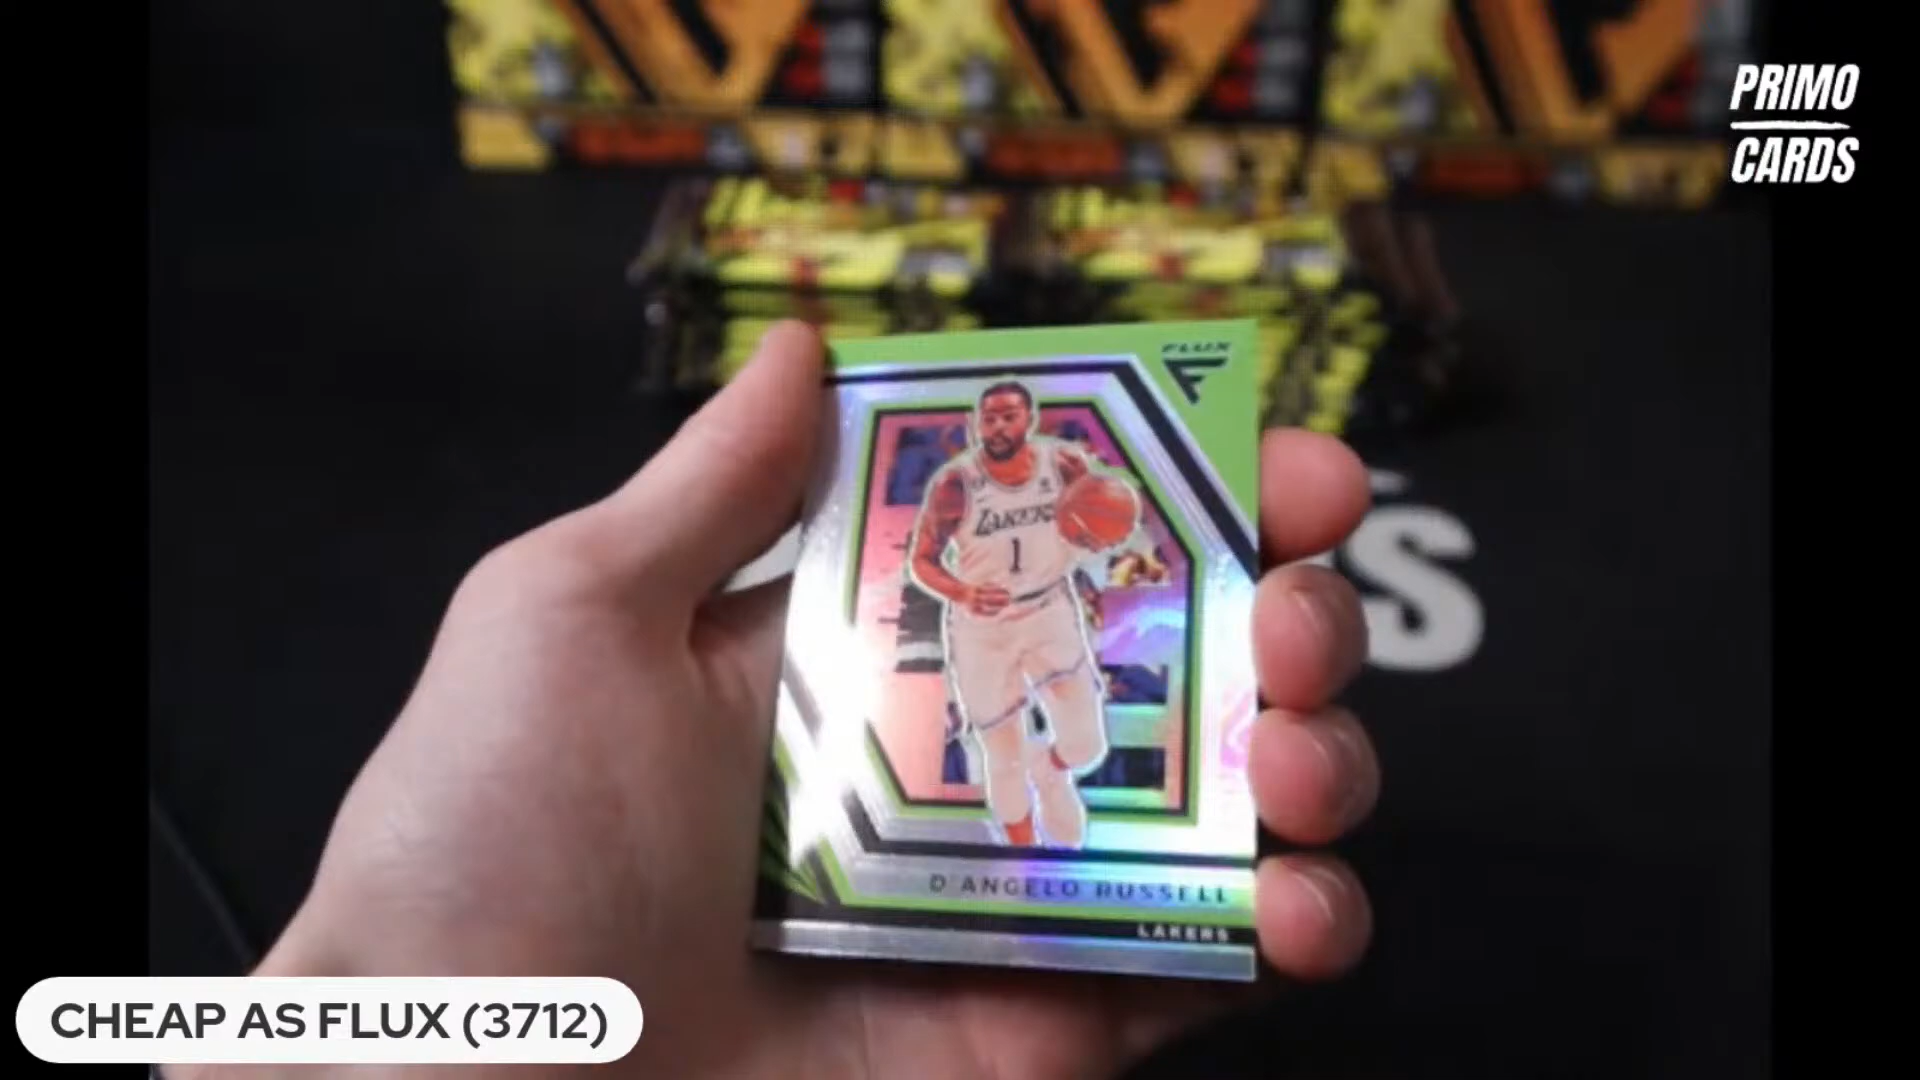 PRIMO
CARDS
FLUX
LAKERS
1
D'ANGELO RUSSELL
LAKERS
S
CHEAP AS FLUX (3712)